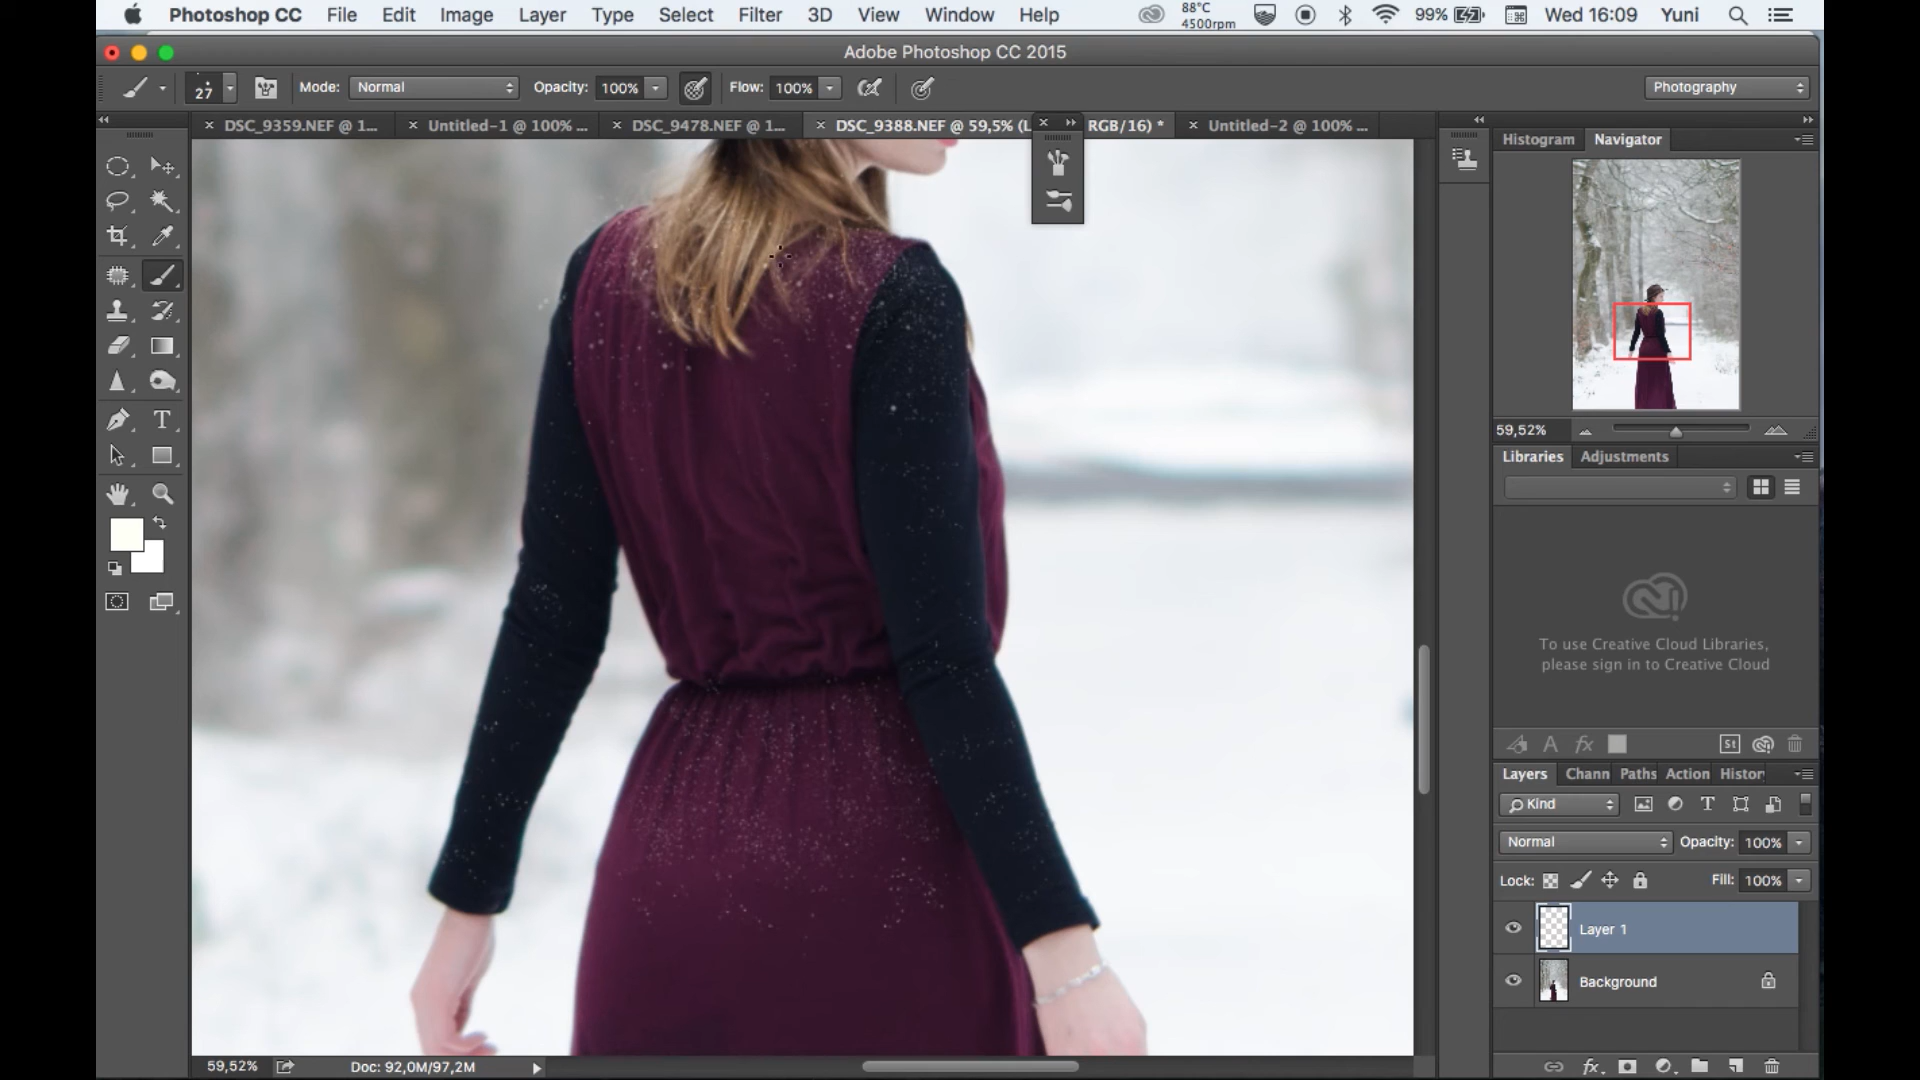 Photoshop CC File Edit Image Layer Type Select Filter 3D View Window Help 88°C 4500rpm 99% Wed 16:09 Yuni
Adobe Photoshop CC 2015
27 Mode: Normal Opacity: 100% Flow: 100% Photography
× DSC_9359.NEF @ 1... × Untitled-1 @ 100% ... × DSC_9478.NEF @ 1... × DSC_9388.NEF @ 59,5% (L RGB/16) * × Untitled-2 @ 100% ...
Histogram Navigator
59,52%
Libraries Adjustments
To use Creative Cloud Libraries,
please sign in to Creative Cloud
St
Layers Chann Paths Action Histor
Kind
Normal Opacity: 100%
Lock: Fill: 100%
Layer 1
Background
59,52% Doc: 92,0M/97,2M